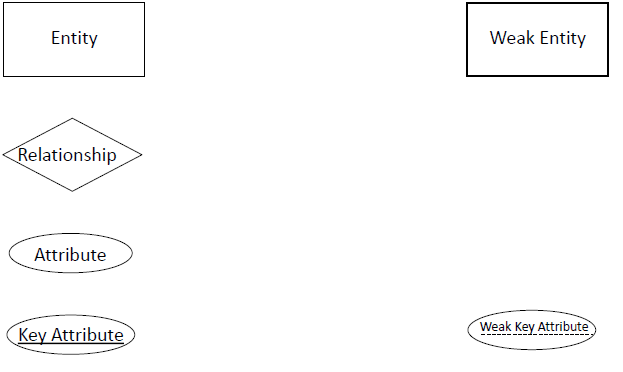 Entity
Weak Entity
Relationship
Attribute
Key Attribute
Weak Key Attribute